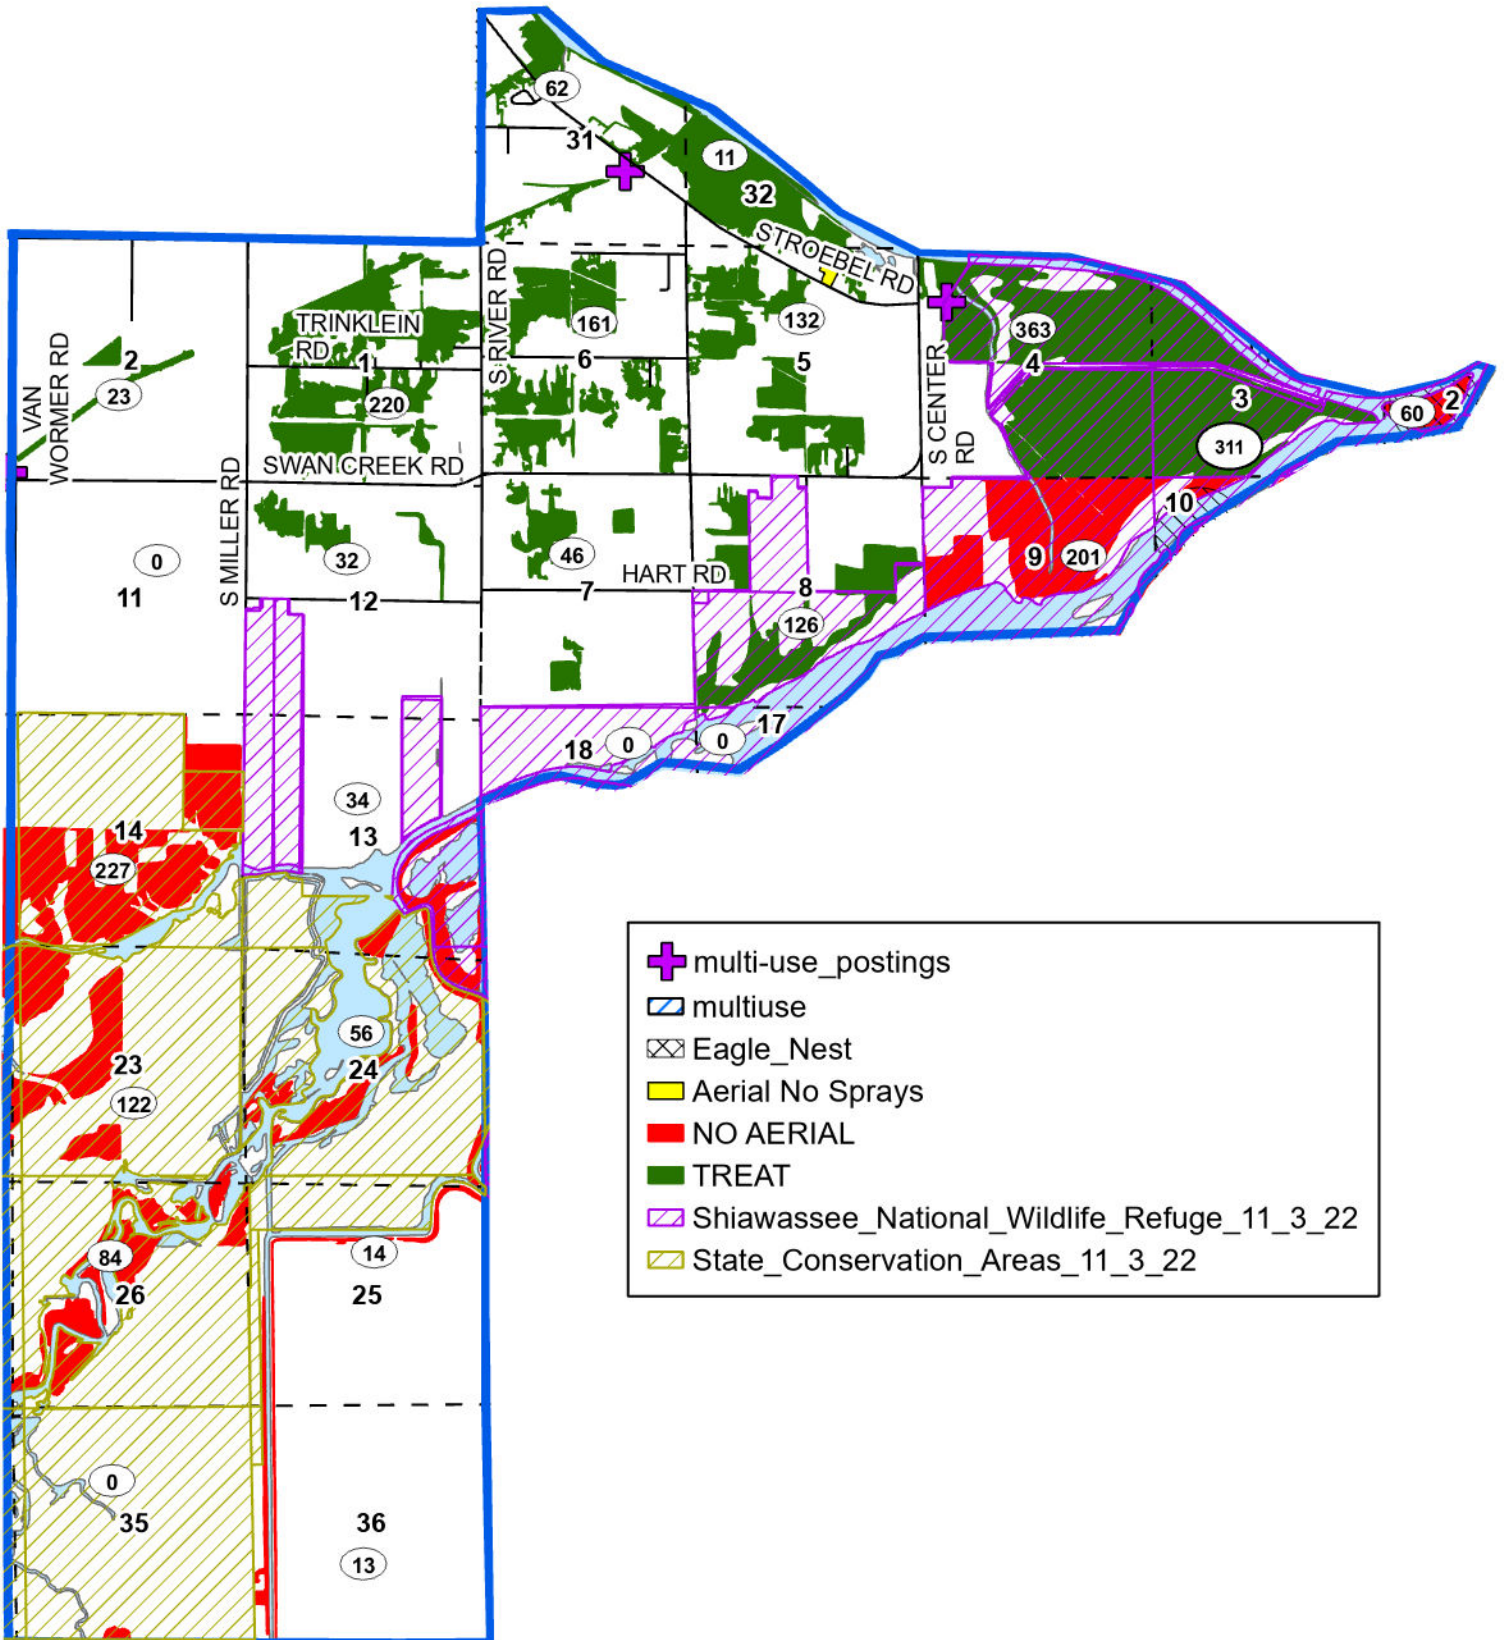 62
31
11
32
STROEBEL RD
TRINKLEIN
RD
S RIVER RD
161
132
363
VAN
WORMER RD
2
23
1
6
5
4
S CENTER
RD
3
60
2
220
311
SWAN CREEK RD
S MILLER RD
10
0
32
46
HART RD
9
201
11
12
7
8
126
18
0
0
17
34
13
14
227
56
24
23
122
84
26
14
25
0
35
36
13
multi-use_postings
multiuse
Eagle_Nest
Aerial No Sprays
NO AERIAL
TREAT
Shiawassee_National_Wildlife_Refuge_11_3_22
State_Conservation_Areas_11_3_22